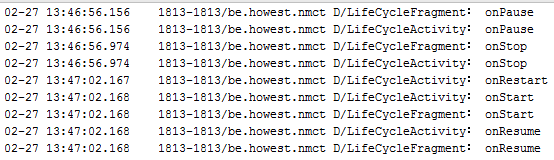 02-27 13:46:56.156 1813-1813/be.howest.nmct D/LifeCycleFragment: onPause
02-27 13:46:56.156 1813-1813/be.howest.nmct D/LifeCycleActivity: onPause
02-27 13:46:56.974 1813-1813/be.howest.nmct D/LifeCycleFragment: onStop
02-27 13:46:56.974 1813-1813/be.howest.nmct D/LifeCycleActivity: onStop
02-27 13:47:02.167 1813-1813/be.howest.nmct D/LifeCycleActivity: onRestart
02-27 13:47:02.168 1813-1813/be.howest.nmct D/LifeCycleActivity: onStart
02-27 13:47:02.168 1813-1813/be.howest.nmct D/LifeCycleFragment: onStart
02-27 13:47:02.168 1813-1813/be.howest.nmct D/LifeCycleActivity: onResume
02-27 13:47:02.168 1813-1813/be.howest.nmct D/LifeCycleFragment: onResume